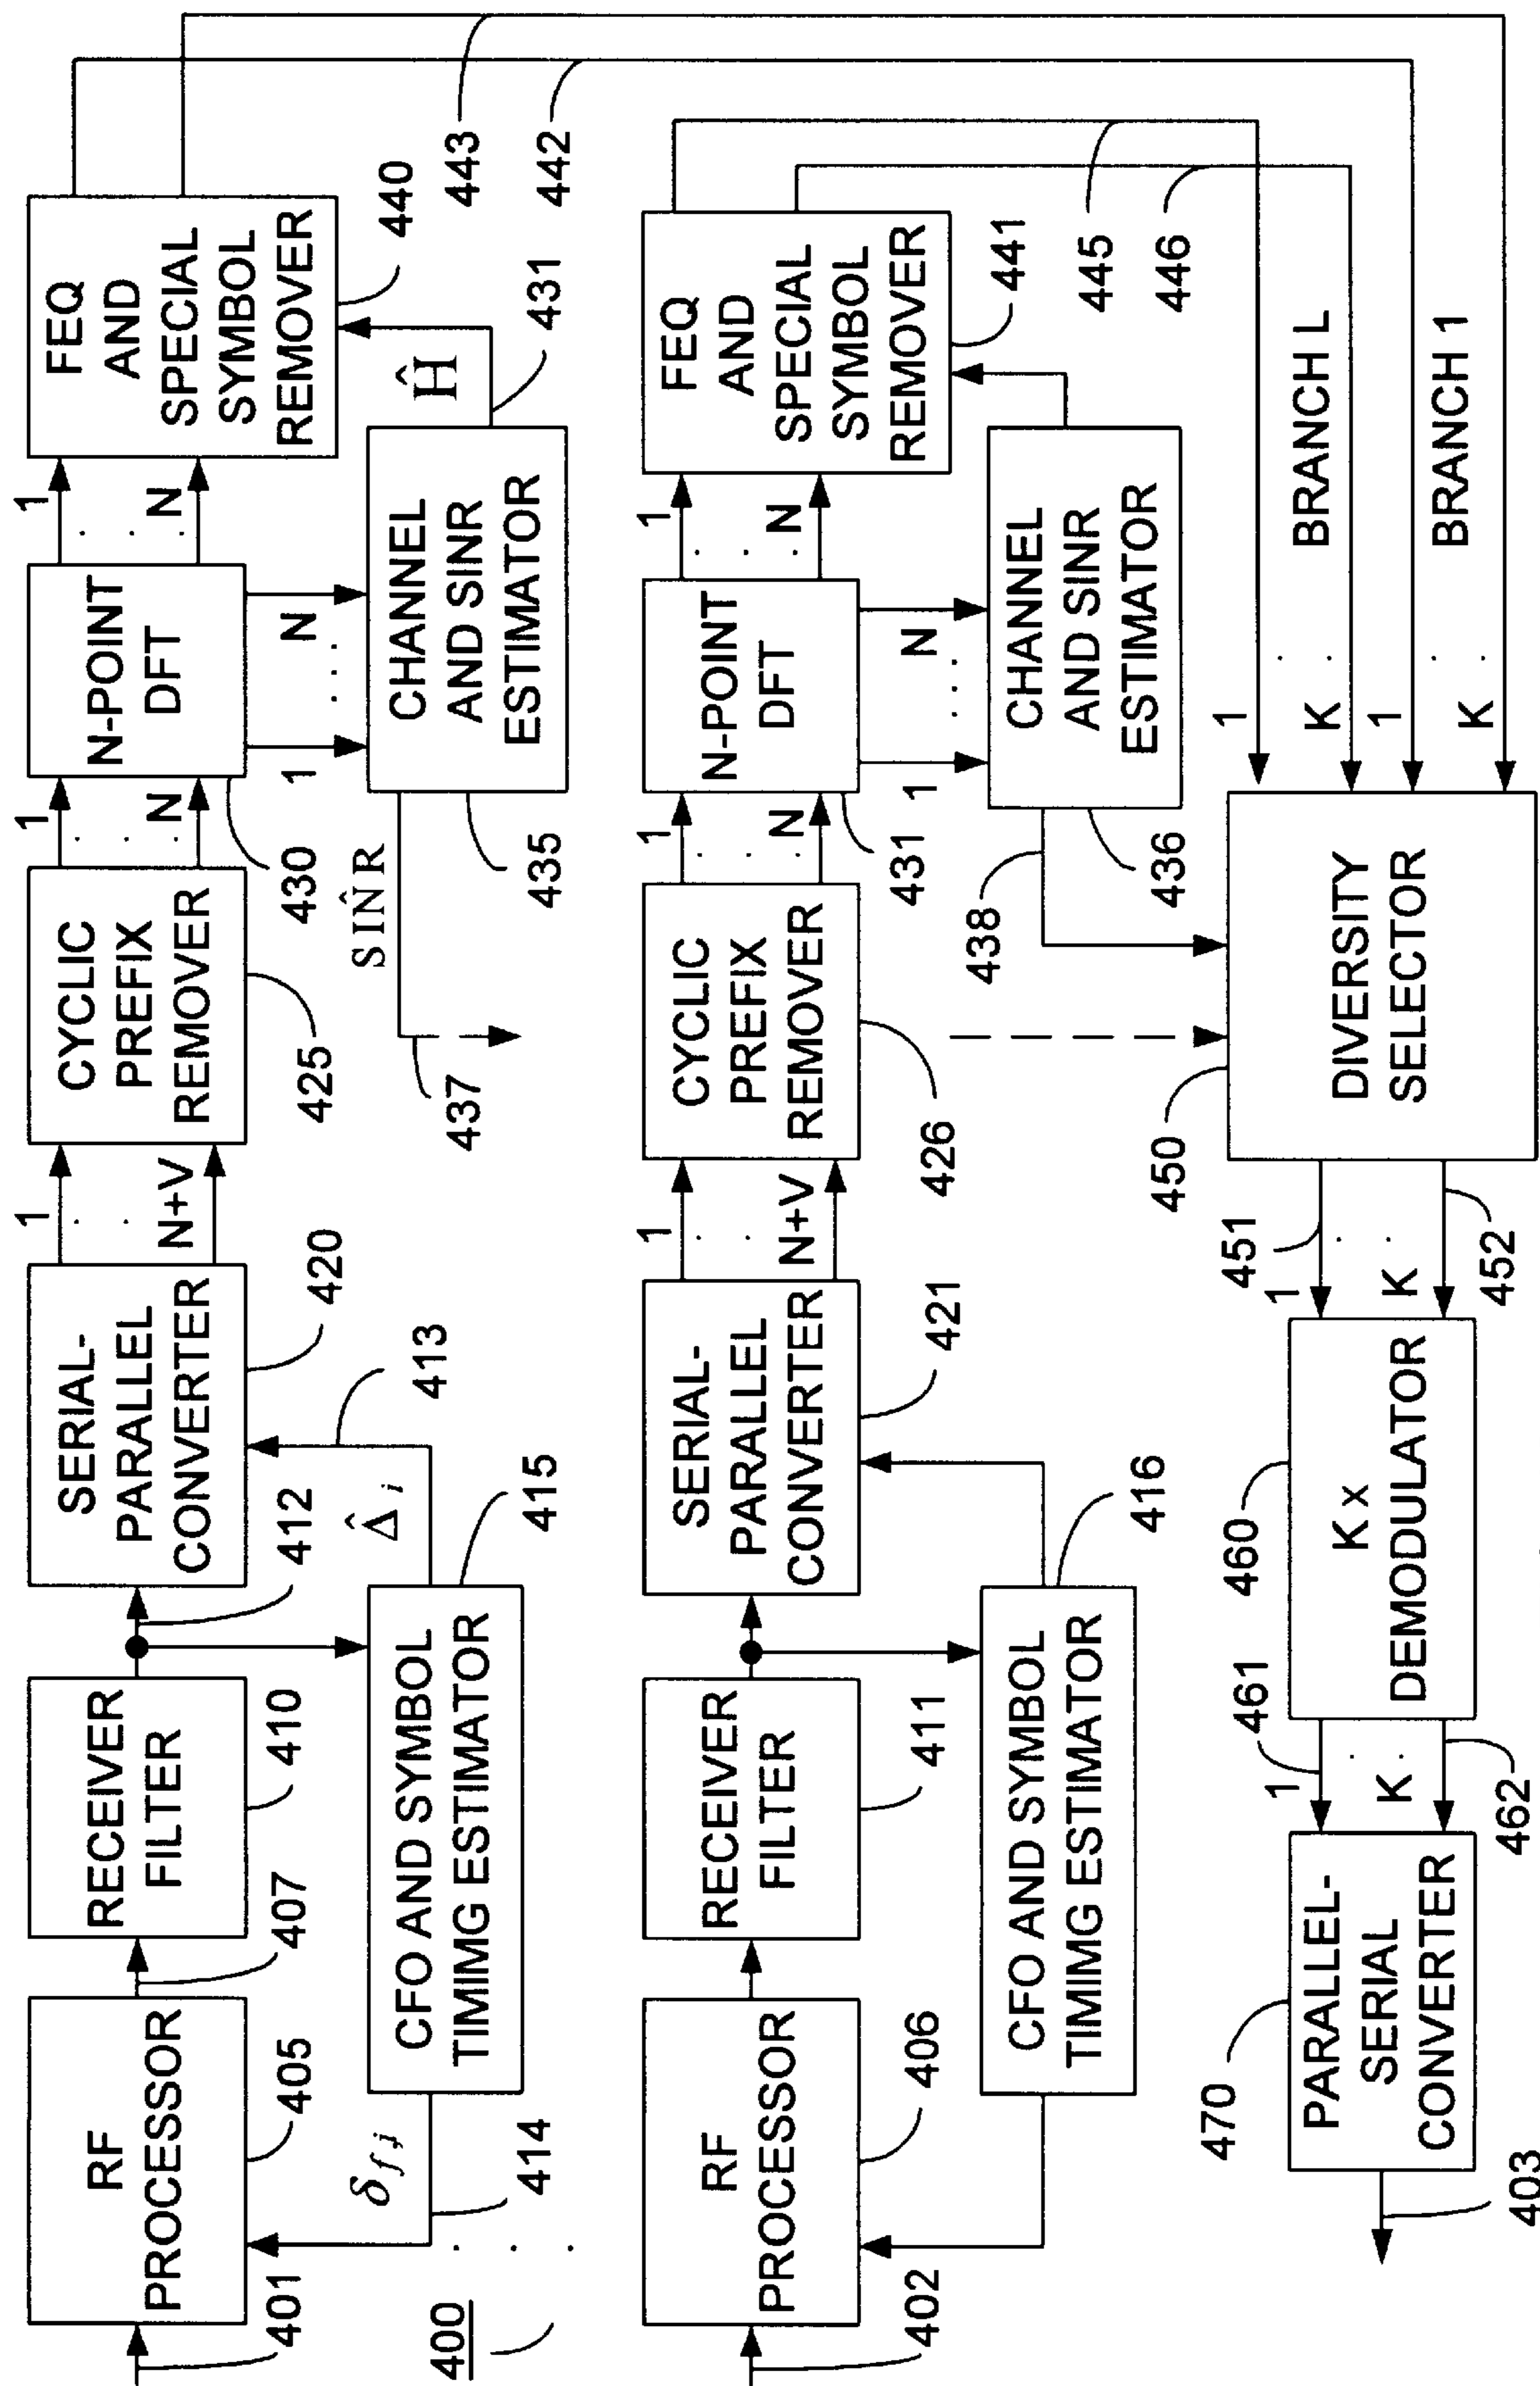 401
RF
PROCESSOR
405
407
RECEIVER
FILTER
410
412
SERIAL-
PARALLEL
CONVERTER
420
1
N+V
CYCLIC
PREFIX
REMOVER
425
1
N
N-POINT
DFT
430
1
N
FEQ
AND
SPECIAL
SYMBOL
REMOVER
440
443
442
δ̂f,i
414
CFO AND SYMBOL
TIMIMG ESTIMATOR
415
Δ̂ i
413
SIN̂R
437
1
N
CHANNEL
AND SINR
ESTIMATOR
435
Ĥ
431
400
402
RF
PROCESSOR
406
RECEIVER
FILTER
411
SERIAL-
PARALLEL
CONVERTER
421
1
N+V
CYCLIC
PREFIX
REMOVER
426
1
N
N-POINT
DFT
431
1
N
FEQ
AND
SPECIAL
SYMBOL
REMOVER
441
445
446
CFO AND SYMBOL
TIMIMG ESTIMATOR
416
438
1
N
CHANNEL
AND SINR
ESTIMATOR
436
403
PARALLEL-
SERIAL
CONVERTER
470
461
1
K
462
K x
DEMODULATOR
460
451
1
K
452
DIVERSITY
SELECTOR
450
1
BRANCH L
K
1
BRANCH 1
K